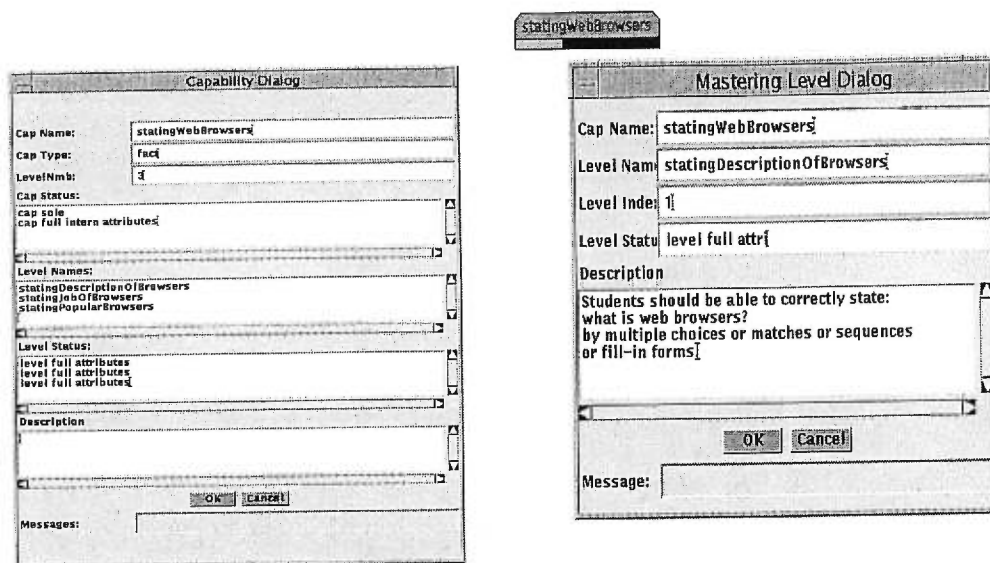 statingWebBrowsers
Capability Dialog
Cap Name: statingWebBrowsers
Cap Type: fact
LevelNmb: 3
Cap Status:
cap sole
cap full intern attributes
Level Names:
statingDescriptionOfBrowsers
statingJobOfBrowsers
statingPopularBrowsers
Level Status:
level full attributes
level full attributes
level full attributes
Description
Ok Cancel
Messages:
Mastering Level Dialog
Cap Name: statingWebBrowsers
Level Nam statingDescriptionOfBrowsers
Level Inde: 1
Level Statu level full attr
Description
Students should be able to correctly state:
what is web browsers?
by multiple choices or matches or sequences
or fill-in forms
OK Cancel
Message: